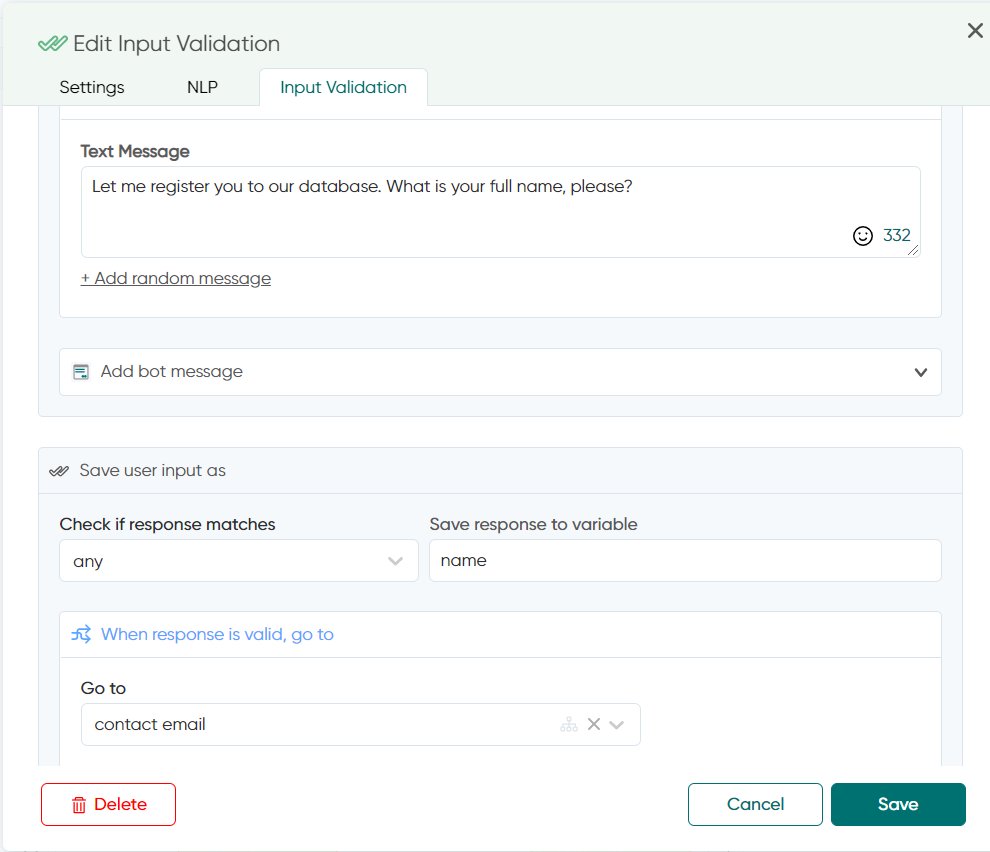 Edit Input Validation
Settings NLP Input Validation
Text Message
Let me register you to our database. What is your full name, please?
332
+ Add random message
Add bot message
Save user input as
Check if response matches Save response to variable
any name
When response is valid, go to
Go to
contact email
Delete Cancel Save